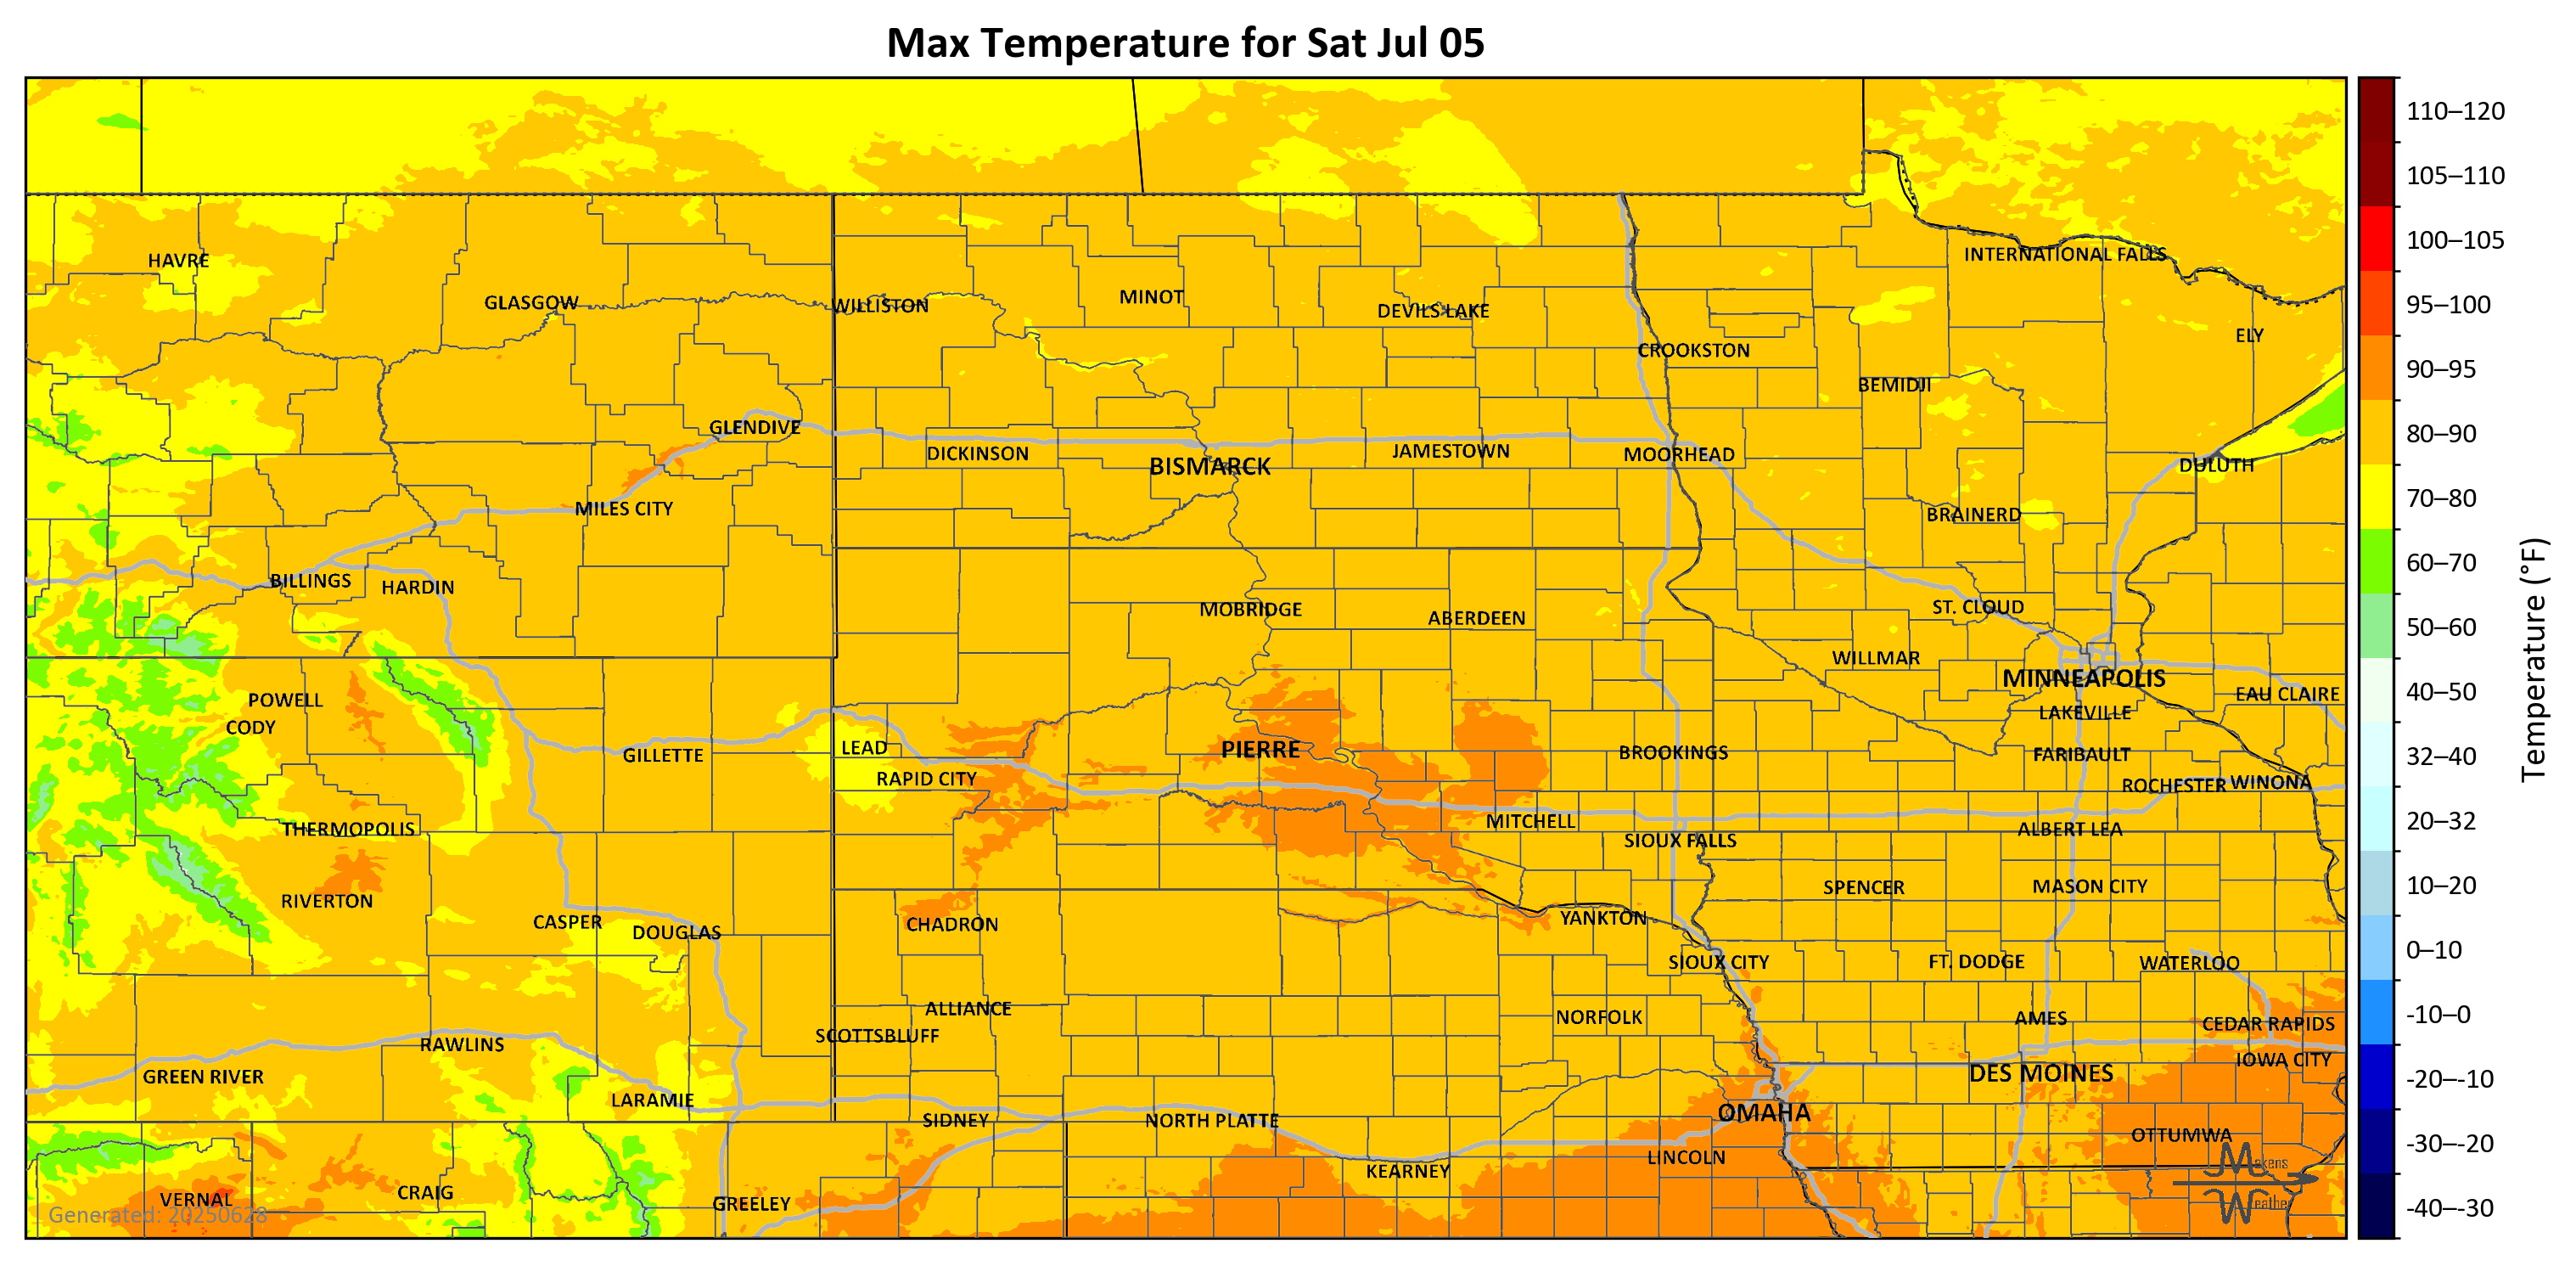 Max Temperature for Sat Jul 05
110–120
105–110
100–105
95–100
90–95
80–90
70–80
60–70
50–60
40–50
32–40
20–32
10–20
0–10
-10–0
-20–-10
-30–-20
-40–-30
Temperature (°F)
HAVRE
INTERNATIONAL FALLS
GLASGOW
WILLISTON
MINOT
DEVILS LAKE
ELY
CROOKSTON
BEMIDJI
GLENDIVE
DICKINSON
BISMARCK
JAMESTOWN
MOORHEAD
DULUTH
MILES CITY
BRAINERD
BILLINGS
HARDIN
MOBRIDGE
ABERDEEN
ST. CLOUD
WILLMAR
MINNEAPOLIS
POWELL
EAU CLAIRE
CODY
LAKEVILLE
GILLETTE
LEAD
PIERRE
BROOKINGS
FARIBAULT
RAPID CITY
ROCHESTER
WINONA
THERMOPOLIS
MITCHELL
SIOUX FALLS
ALBERT LEA
RIVERTON
SPENCER
MASON CITY
CASPER
DOUGLAS
CHADRON
YANKTON
SIOUX CITY
FT. DODGE
WATERLOO
ALLIANCE
NORFOLK
AMES
CEDAR RAPIDS
SCOTTSBLUFF
RAWLINS
IOWA CITY
GREEN RIVER
DES MOINES
LARAMIE
SIDNEY
NORTH PLATTE
OMAHA
OTTUMWA
KEARNEY
LINCOLN
VERNAL
CRAIG
GREELEY
Makens
Weather
Generated: 20250628